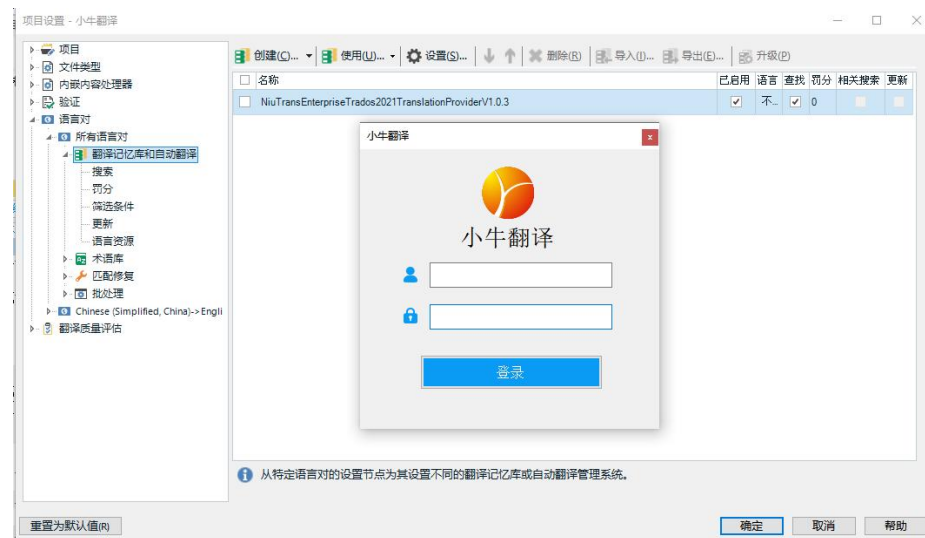 项目设置 - 小牛翻译
项目
文件类型
内嵌内容处理器
验证
语言对
所有语言对
翻译记忆库和自动翻译
搜索
罚分
筛选条件
更新
语言资源
术语库
匹配修复
批处理
Chinese (Simplified, China)->Engli
翻译质量评估
创建(C)... 使用(U)... 设置(S)... 删除(R) 导入(I)... 导出(E)... 升级(P)
名称 已启用 语言 查找 罚分 相关搜索 更新
NiuTransEnterpriseTrados2021TranslationProviderV1.0.3 不... 0
小牛翻译
小牛翻译
登录
从特定语言对的设置节点为其设置不同的翻译记忆库或自动翻译管理系统。
重置为默认值(R) 确定 取消 帮助